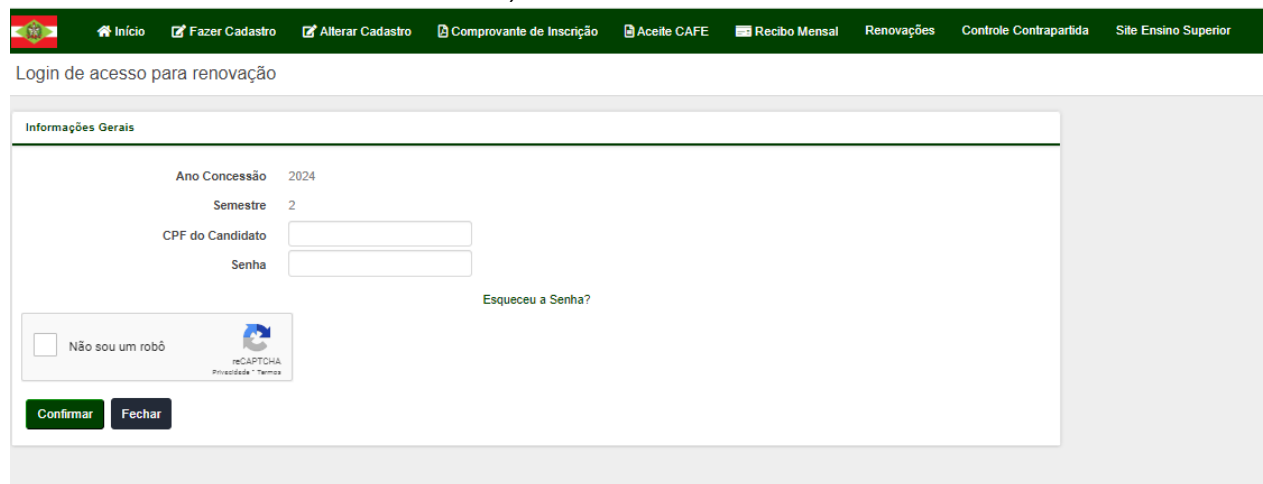 Início Fazer Cadastro Alterar Cadastro Comprovante de Inscrição Aceite CAFE Recibo Mensal Renovações Controle Contrapartida Site Ensino Superior
Login de acesso para renovação
Informações Gerais
Ano Concessão 2024
Semestre 2
CPF do Candidato
Senha
Esqueceu a Senha?
Não sou um robô
reCAPTCHA
Privacidade - Termos
Confirmar Fechar